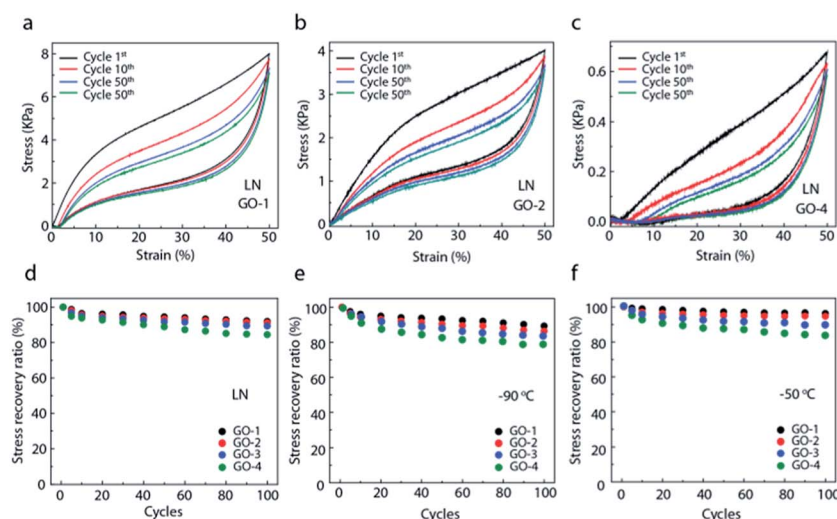 a
8
6
4
2
0
Stress (KPa)
Cycle 1st
Cycle 10th
Cycle 50th
Cycle 50th
LN
GO-1
0 10 20 30 40 50
Strain (%)
b
4
3
2
1
0
Stress (KPa)
Cycle 1st
Cycle 10th
Cycle 50th
Cycle 50th
LN
GO-2
0 10 20 30 40 50
Strain (%)
c
0.6
0.4
0.2
0.0
Stress (KPa)
Cycle 1st
Cycle 10th
Cycle 50th
Cycle 50th
LN
GO-4
0 10 20 30 40 50
Strain (%)
d
100
80
60
40
20
0
Stress recovery ratio (%)
LN
GO-1
GO-2
GO-3
GO-4
0 20 40 60 80 100
Cycles
e
100
80
60
40
20
0
Stress recovery ratio (%)
-90 °C
GO-1
GO-2
GO-3
GO-4
0 20 40 60 80 100
Cycles
f
100
80
60
40
20
0
Stress recovery ratio (%)
-50 °C
GO-1
GO-2
GO-3
GO-4
0 20 40 60 80 100
Cycles